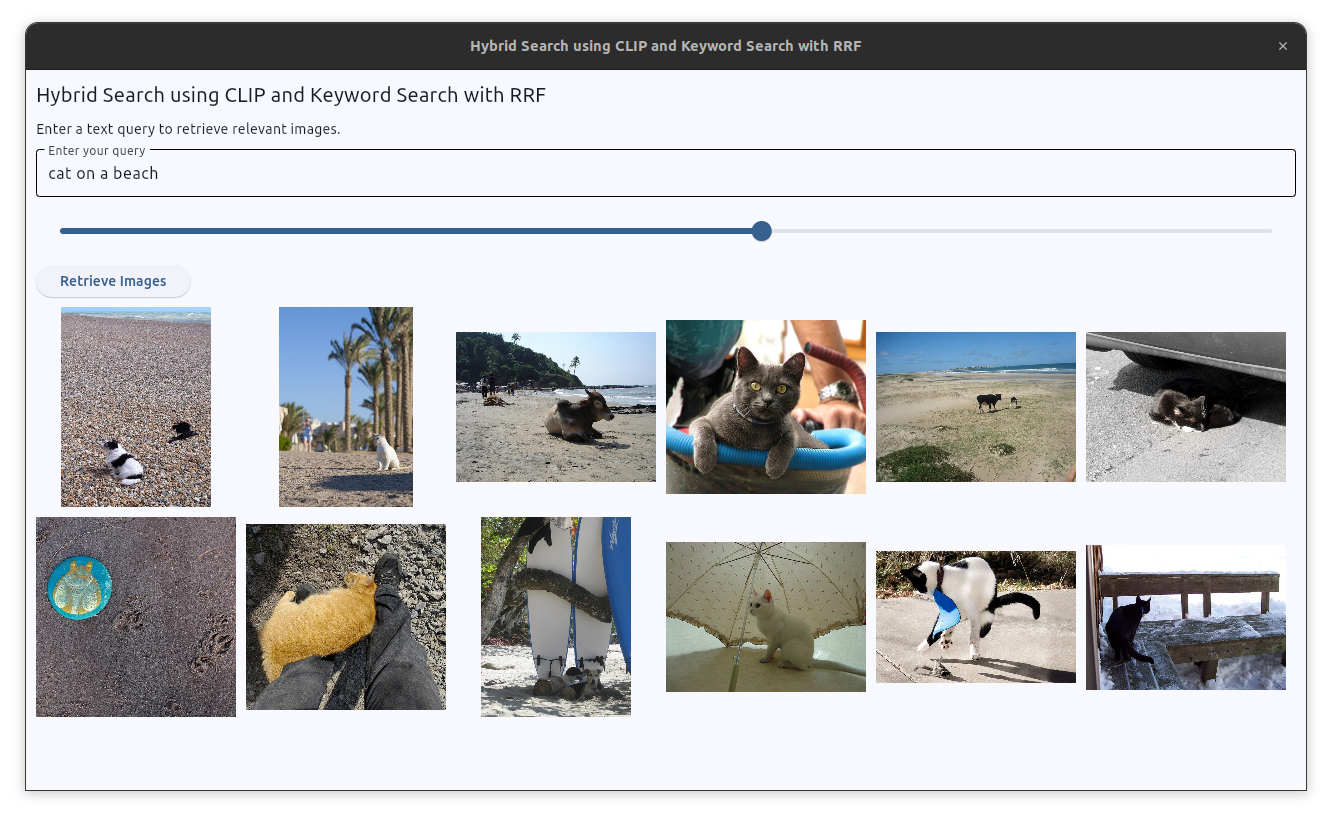 Hybrid Search using CLIP and Keyword Search with RRF
Hybrid Search using CLIP and Keyword Search with RRF
Enter a text query to retrieve relevant images.
Enter your query
cat on a beach
Retrieve Images